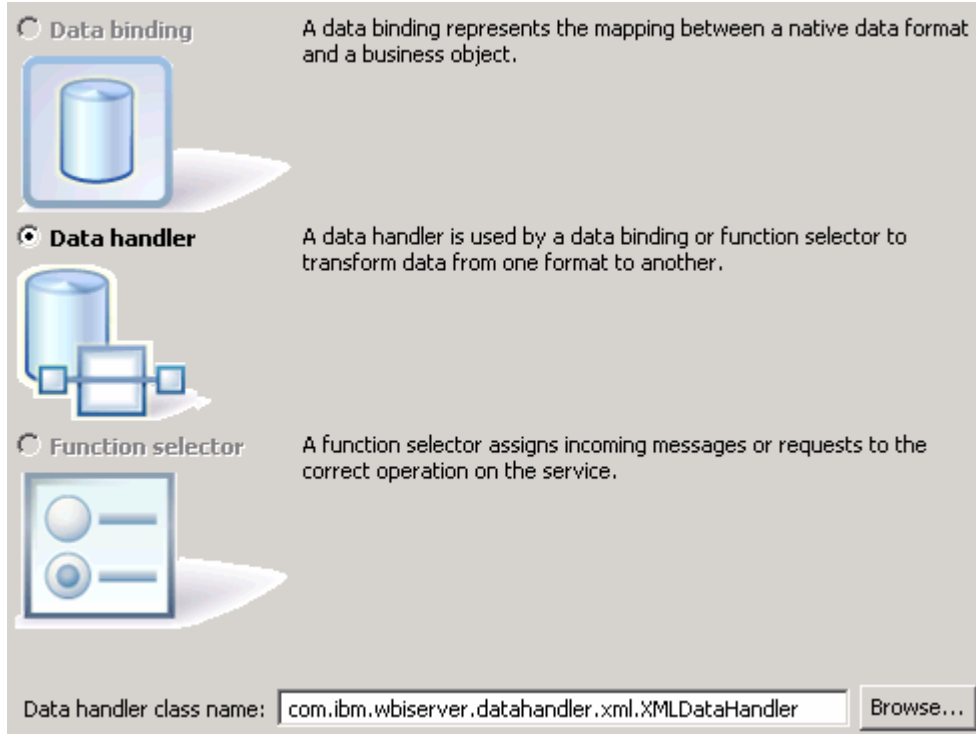 Data binding
A data binding represents the mapping between a native data format
and a business object.
Data handler
A data handler is used by a data binding or function selector to
transform data from one format to another.
Function selector
A function selector assigns incoming messages or requests to the
correct operation on the service.
Data handler class name: com.ibm.wbiserver.datahandler.xml.XMLDataHandler Browse...